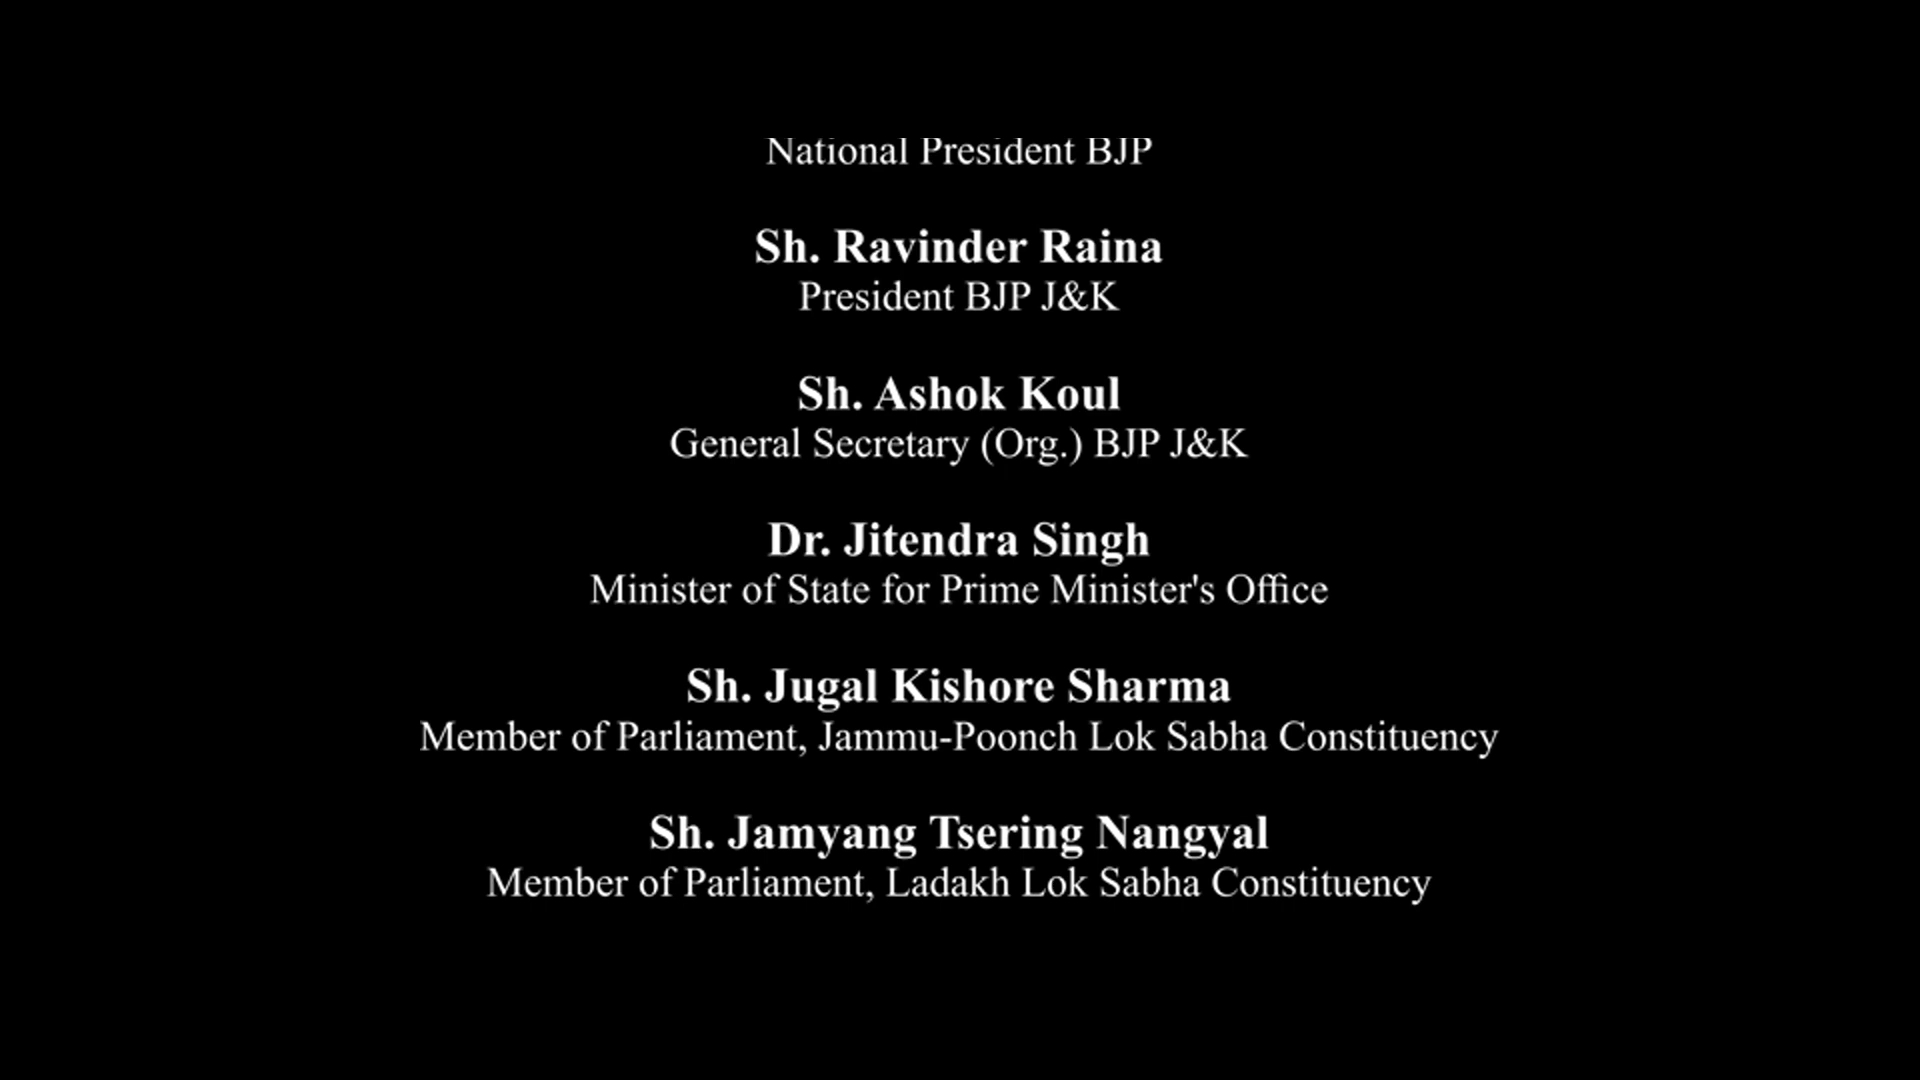 National President BJP
Sh. Ravinder Raina
President BJP J&K
Sh. Ashok Koul
General Secretary (Org.) BJP J&K
Dr. Jitendra Singh
Minister of State for Prime Minister's Office
Sh. Jugal Kishore Sharma
Member of Parliament, Jammu-Poonch Lok Sabha Constituency
Sh. Jamyang Tsering Nangyal
Member of Parliament, Ladakh Lok Sabha Constituency